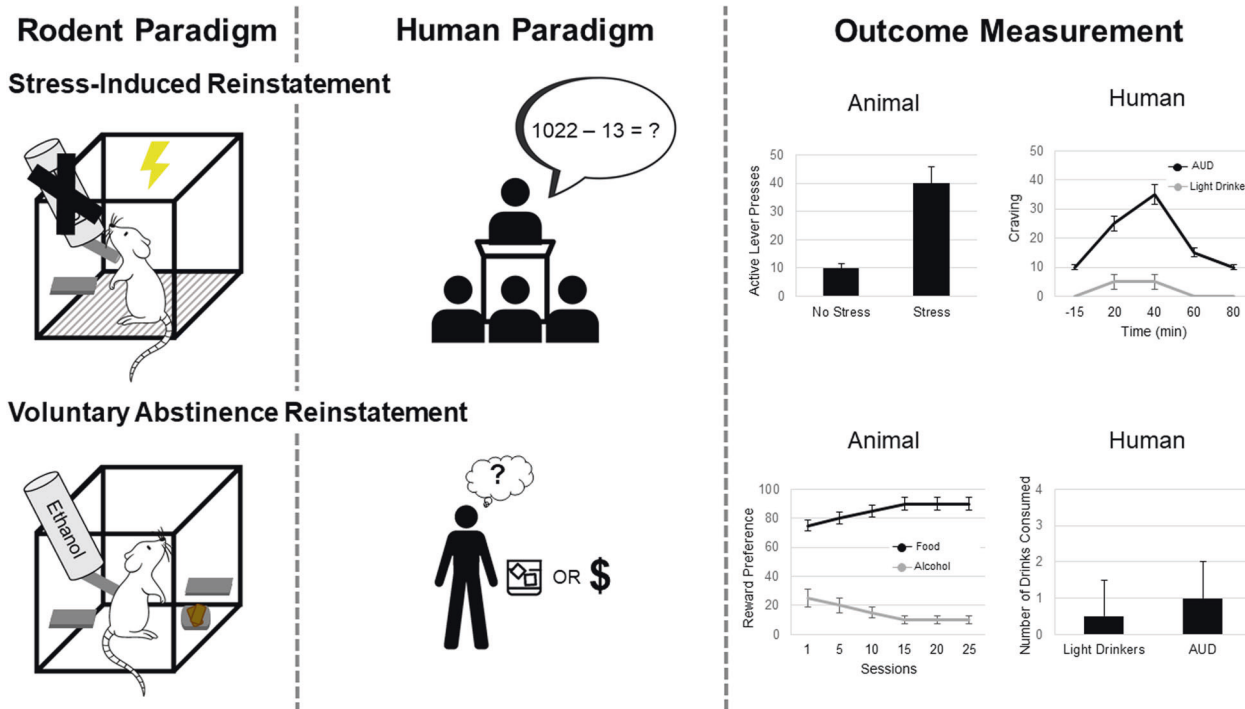 Rodent Paradigm
Human Paradigm
Outcome Measurement
Stress-Induced Reinstatement
1022 – 13 = ?
Animal
Active Lever Presses
50
40
30
20
10
0
No Stress
Stress
Human
Craving
50
40
30
20
10
0
AUD
Light Drinke
-15
20
40
60
80
Time (min)
Voluntary Abstinence Reinstatement
Ethanol
?
OR $
Animal
Reward Preference
100
80
60
40
20
0
Food
Alcohol
1
5
10
15
20
25
Sessions
Human
Number of Drinks Consumed
4
3
2
1
0
Light Drinkers
AUD